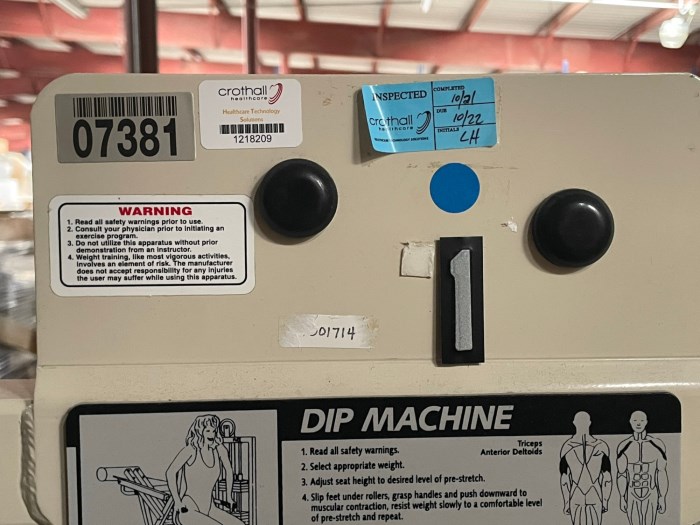 07381
crothall
healthcare
Healthcare Technology
Solutions
1218209
INSPECTED
COMPLETED
10/21
DUE
10/22
INITIALS
LH
crothall
healthcare
HEALTHCARE TECHNOLOGY SOLUTIONS
WARNING
1. Read all safety warnings prior to use.
2. Consult your physician prior to initiating an
exercise program.
3. Do not utilize this apparatus without prior
demonstration from an instructor.
4. Weight training, like most vigorous activities,
involves an element of risk. The manufacturer
does not accept responsibility for any injuries
the user may suffer while using this apparatus.
1
01714
DIP MACHINE
1. Read all safety warnings.
2. Select appropriate weight.
3. Adjust seat height to desired level of pre-stretch.
4. Slip feet under rollers, grasp handles and push downward to
muscular contraction, resist weight slowly to a comfortable level
of pre-stretch and repeat.
Triceps
Anterior Deltoids